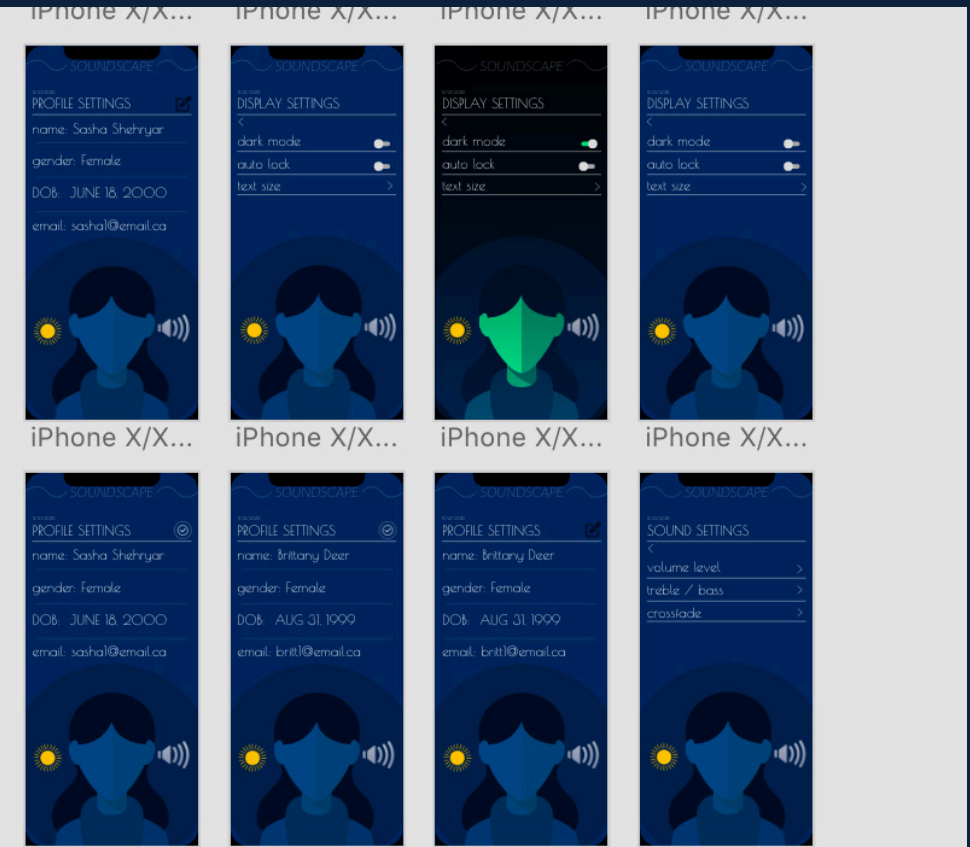 iPhone X/X... iPhone X/X... iPhone X/X... iPhone X/X...
SOUNDSCAPE
PROFILE SETTINGS
name: Sasha Shehryar
gender: Female
DOB: JUNE 18, 2000
email: sasha1@email.ca
SOUNDSCAPE
DISPLAY SETTINGS
<
dark mode
auto lock
text size >
SOUNDSCAPE
DISPLAY SETTINGS
<
dark mode
auto lock
text size >
SOUNDSCAPE
DISPLAY SETTINGS
<
dark mode
auto lock
text size >
iPhone X/X... iPhone X/X... iPhone X/X... iPhone X/X...
SOUNDSCAPE
PROFILE SETTINGS
name: Sasha Shehryar
gender: Female
DOB: JUNE 18, 2000
email: sasha1@email.ca
SOUNDSCAPE
PROFILE SETTINGS
name: Brittany Deer
gender: Female
DOB: AUG 31, 1999
email: britt1@email.ca
SOUNDSCAPE
PROFILE SETTINGS
name: Brittany Deer
gender: Female
DOB: AUG 31, 1999
email: britt1@email.ca
SOUNDSCAPE
SOUND SETTINGS
<
volume level >
treble / bass >
crossfade >